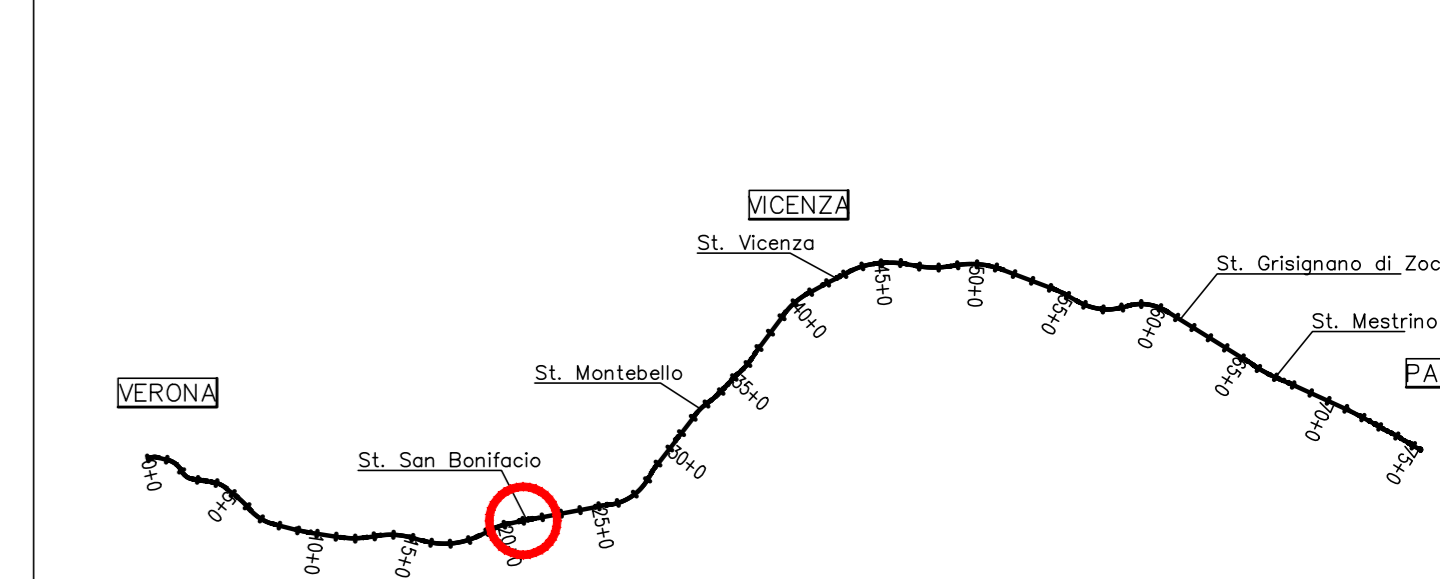 VICENZA
St. Vicenza
St. Grisignano di Zoc
St. Mestrino
St. Montebello
PA
VERONA
St. San Bonifacio
0+0
5+0
10+0
15+0
20+0
25+0
30+0
35+0
40+0
45+0
50+0
55+0
60+0
65+0
70+0
75+0